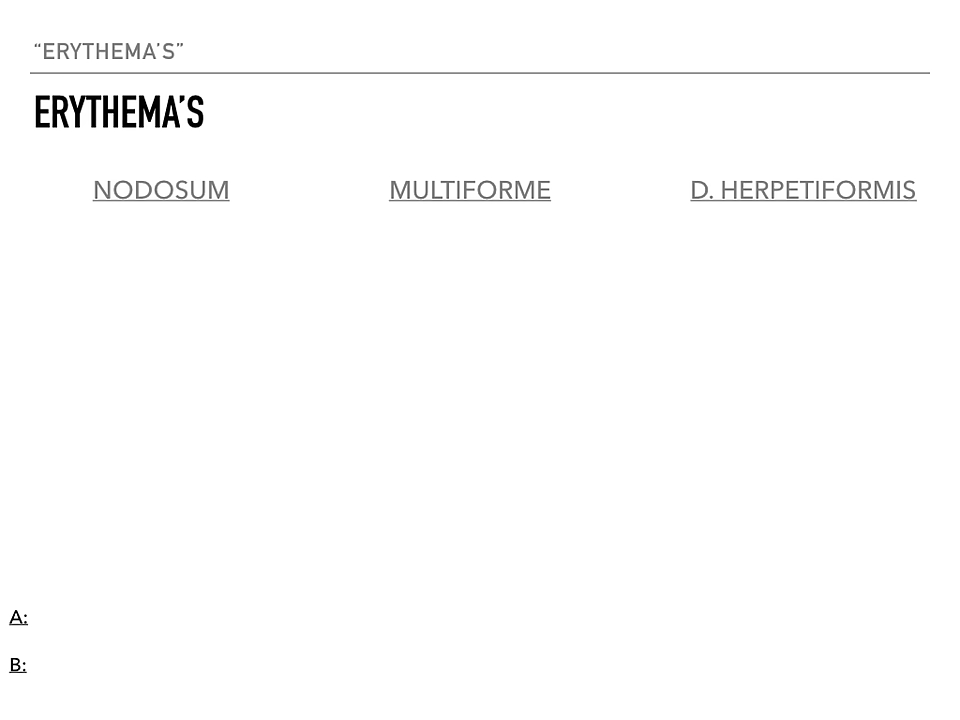 “ERYTHEMA’S”
ERYTHEMA’S
NODOSUM MULTIFORME D. HERPETIFORMIS
A:
B: